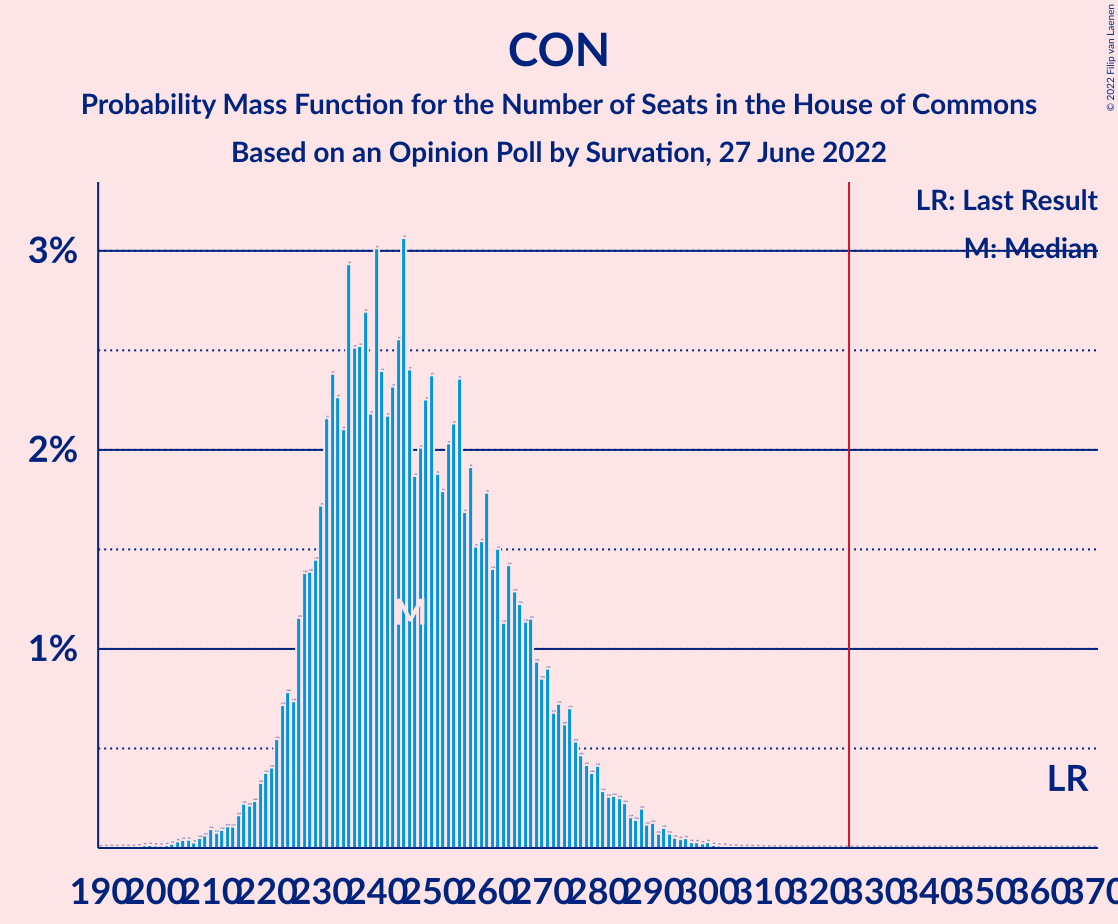 CON
Probability Mass Function for the Number of Seats in the House of Commons
Based on an Opinion Poll by Survation, 27 June 2022
© 2022 Filip van Laenen
LR: Last Result
M: Median
3%
2%
1%
M
LR
190 200 210 220 230 240 250 260 270 280 290 300 310 320 330 340 350 360 370